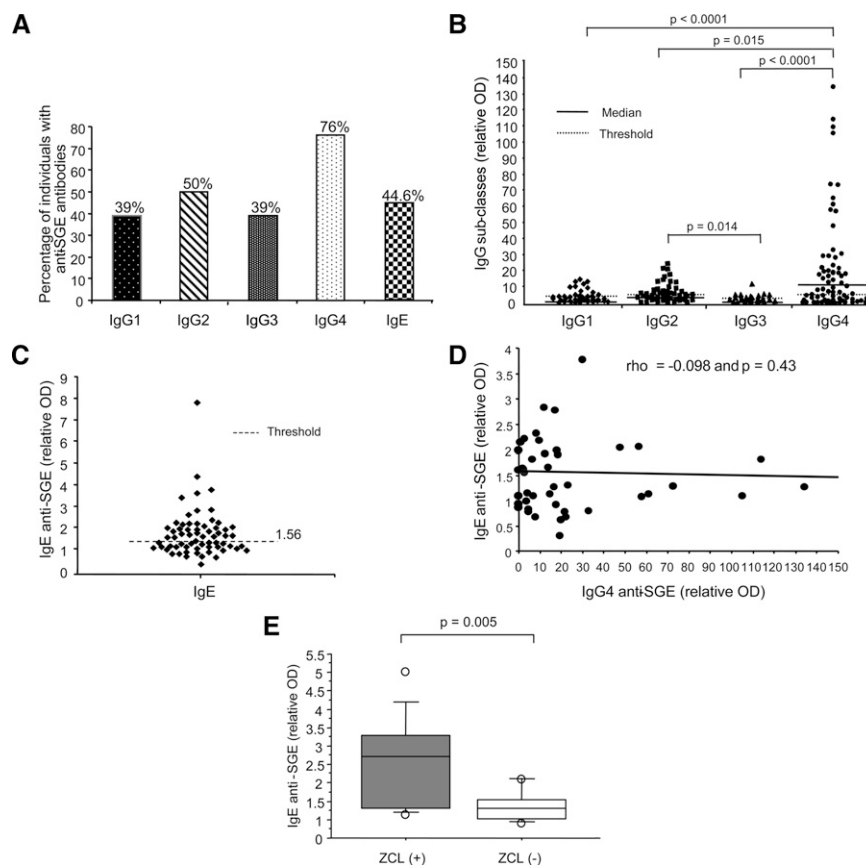 A
Percentage of individuals with
anti-SGE antibodies
80
70
60
50
40
30
20
10
0
39%
50%
39%
76%
44.6%
IgG1
IgG2
IgG3
IgG4
IgE
B
p < 0.0001
p = 0.015
p < 0.0001
IgG sub-classes (relative OD)
150
140
130
120
110
100
90
80
70
60
50
40
30
20
10
0
Median
Threshold
p = 0.014
IgG1
IgG2
IgG3
IgG4
C
IgE anti-SGE (relative OD)
9
8
7
6
5
4
3
2
1
0
Threshold
1.56
IgE
D
rho = -0.098 and p = 0.43
IgE anti-SGE (relative OD)
4
3.5
3
2.5
2
1.5
1
0.5
0
0 10 20 30 40 50 60 70 80 90 100 110 120 130 140 150
IgG4 anti-SGE (relative OD)
E
p = 0.005
IgE anti-SGE (relative OD)
5.5
5
4.5
4
3.5
3
2.5
2
1.5
1
0
ZCL (+)
ZCL (-)